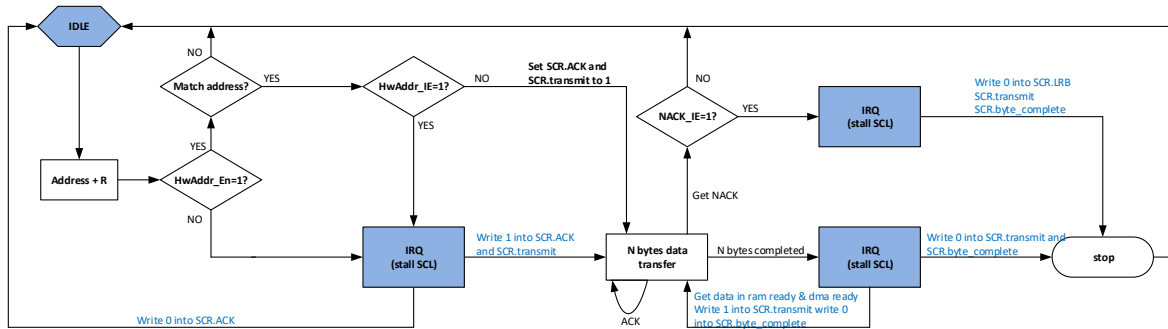 IDLE
NO
Match address?
YES
HwAddr_IE=1?
NO
Set SCR.ACK and
SCR.transmit to 1
NO
NACK_IE=1?
YES
IRQ
(stall SCL)
Write 0 into SCR.LRB
SCR.transmit
SCR.byte_complete
YES
YES
Address + R
HwAddr_En=1?
NO
Get NACK
IRQ
(stall SCL)
Write 1 into SCR.ACK
and SCR.transmit
N bytes data
transfer
N bytes completed
IRQ
(stall SCL)
Write 0 into SCR.transmit and
SCR.byte_complete
stop
Write 0 into SCR.ACK
ACK
Get data in ram ready & dma ready
Write 1 into SCR.transmit write 0
into SCR.byte_complete